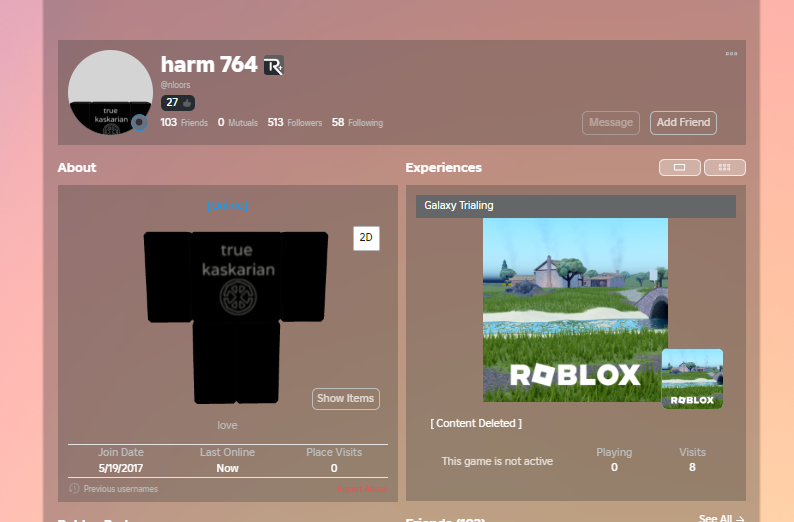 harm 764
@nloors
27
103 Friends 0 Mutuals 513 Followers 58 Following
Message
Add Friend
true
kaskarian
About
Experiences
Galaxy Trialing
2D
true
kaskarian
Show Items
love
Join Date Last Online Place Visits
5/19/2017 Now 0
Previous usernames
ROBLOX
ROBLOX
[ Content Deleted ]
This game is not active
Playing Visits
0 8
See All →